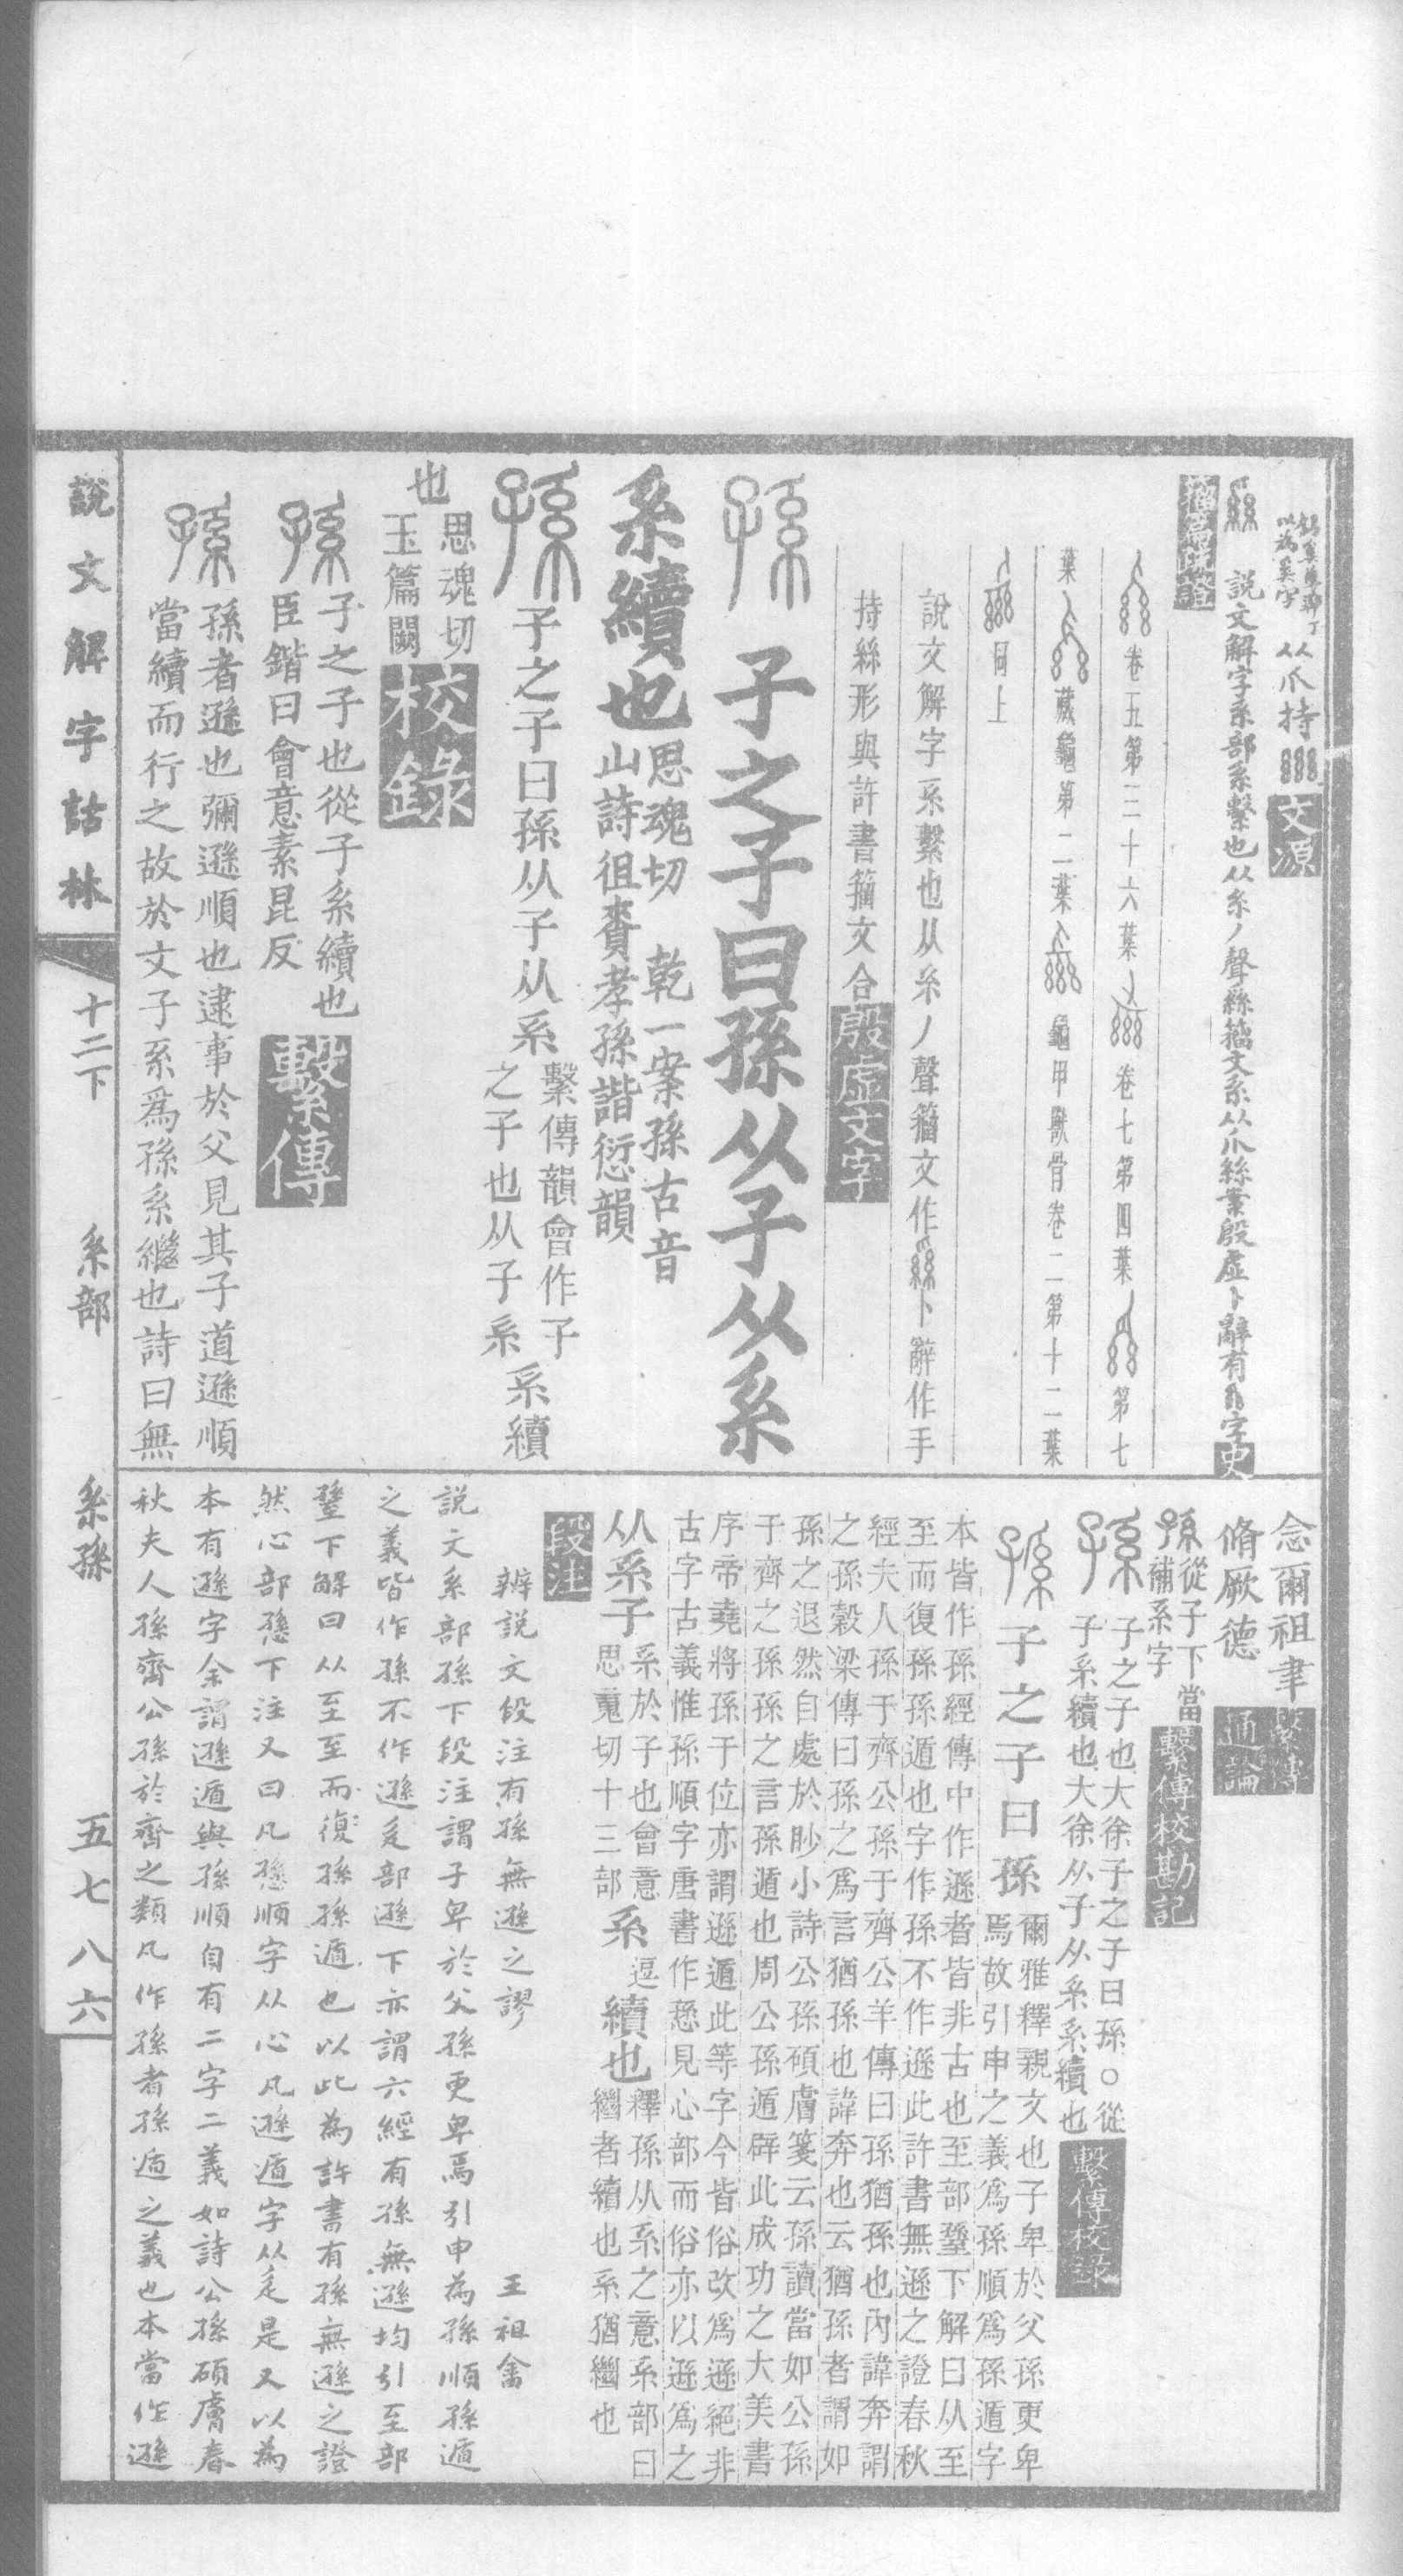 从爪持
文源
說文解字系部系繫也从糸丿聲籀文系从爪絲案殷虛卜辭有字史
籀篇疏證
卷五第三十六葉 卷七第四葉 第七
葉 藏龜第二葉 龜甲獸骨卷二第十二葉
同上
說文解字系繫也从糸丿聲籀文作 卜辭作手
持絲形與許書籀文合殷虛文字
孫 子之子曰孫从子从系
系續也思魂切 乾一案孫古音
山詩徂賚孝孫諧愆韻
孫 子之子曰孫从子从系繫傳韻會作子
之子也从子系系續
也思魂切
玉篇闕校錄
孫 子之子也從子系續也
臣鍇曰會意素昆反繫傳
孫 孫者遜也彌遜順也逮事於父見其子道遜順
當續而行之故於文子系爲孫系繼也詩曰無
念爾祖聿
脩厥德
繫傳
通論
孫從子下當
補系字繫傳校勘記
孫 子之子也大徐子之子曰孫○從
子系續也大徐从子从系系續也繫傳校錄
孫 子之子曰孫爾雅釋親文也子卑於父孫更卑
焉故引申之義爲孫順爲孫遁字
本皆作孫經傳中作遜者皆非古也至部𦥎下解曰从至
至而復孫孫遁也字作孫不作遜此許書無遜之證春秋
經夫人孫于齊公孫于齊公羊傳曰孫猶孫也內諱奔謂
之孫穀梁傳曰孫之爲言猶孫也諱奔也云猶孫者謂如
孫之退然自處於眇小詩公孫碩膚箋云孫讀當如公孫
于齊之孫孫之言孫遁也周公孫遁辟此成功之大美書
序帝堯將孫于位亦謂遜遁此等字今皆俗改爲遜絕非
古字古義惟孫順字唐書作愻見心部而俗亦以遜爲之
从系子系於子也會意
思䰟切十三部系逗續也釋孫从系之意系部曰
繼者續也系猶繼也
段注
辨說文段注有孫無遜之謬 王祖畬
說文系部孫下段注謂子卑於父孫更卑焉引申為孫順孫遁
之義皆作孫不作遜辵部遜下亦謂六經有孫無遜均引至部
𦥎下解曰从至至而復孫孫遁也以此為許書有孫無遜之證
然心部愻下注又曰凡愻順字从心凡遜遁字从辵是又以為
本有遜字余謂遜遁與孫順自有二字二義如詩公孫碩膚春
秋夫人孫齊公孫於齊之類凡作孫者孫遁之義也本當作遜
說文解字詁林 十二下 系部 系孫 五七八六